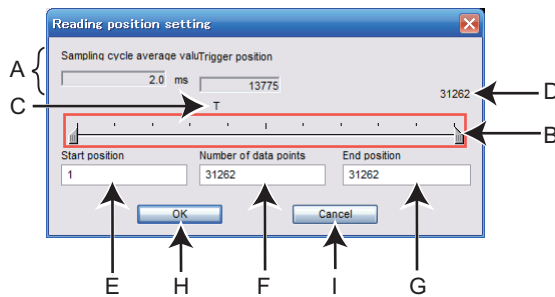 Reading position setting
Sampling cycle average valuTrigger position
A
2.0 ms 13775
31262 D
C T
B
Start position Number of data points End position
1 31262 31262
OK Cancel
E H F I G